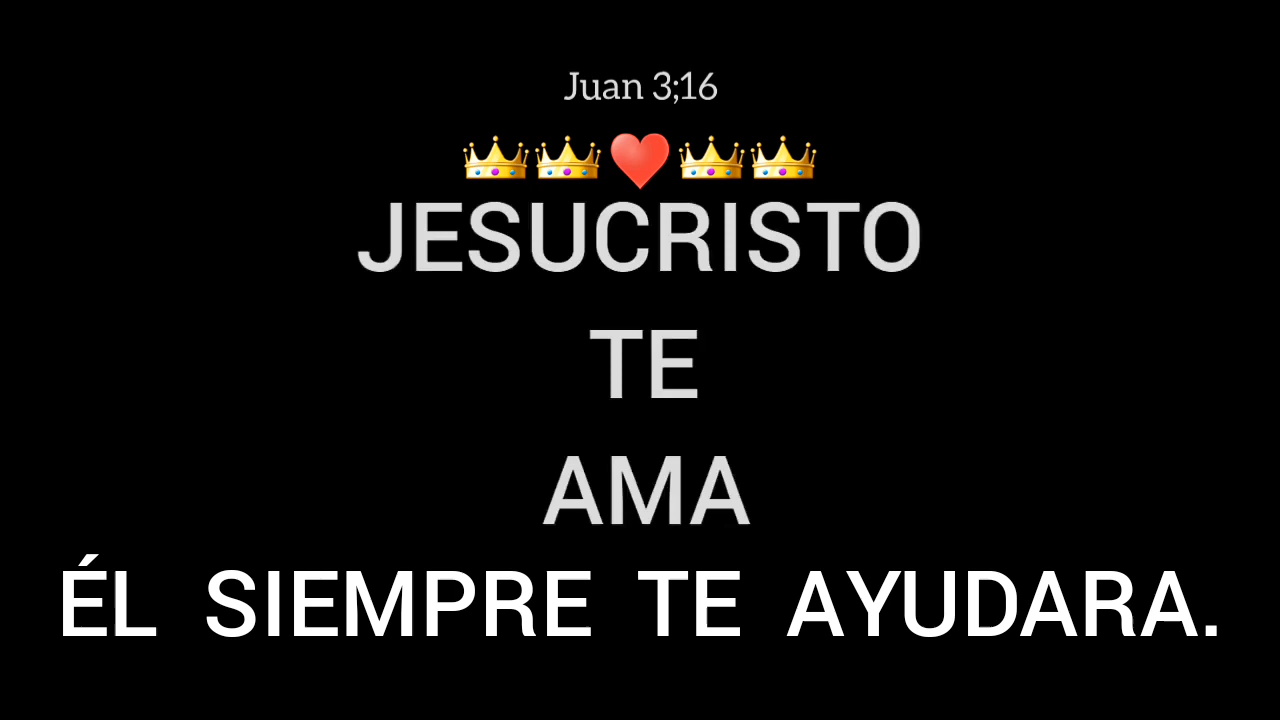 Juan 3;16
👑👑❤️👑👑
JESUCRISTO
TE
AMA
ÉL SIEMPRE TE AYUDARA.